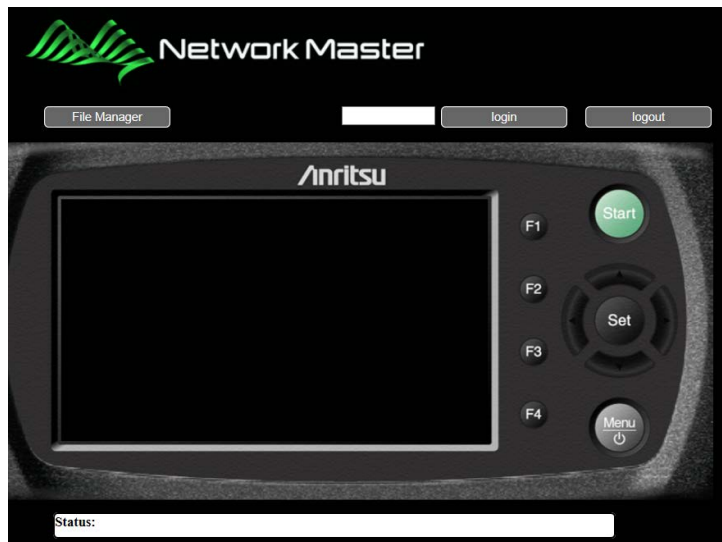 Network Master
File Manager
login
logout
Anritsu
Start
F1
F2
Set
F3
F4
Menu
Status: